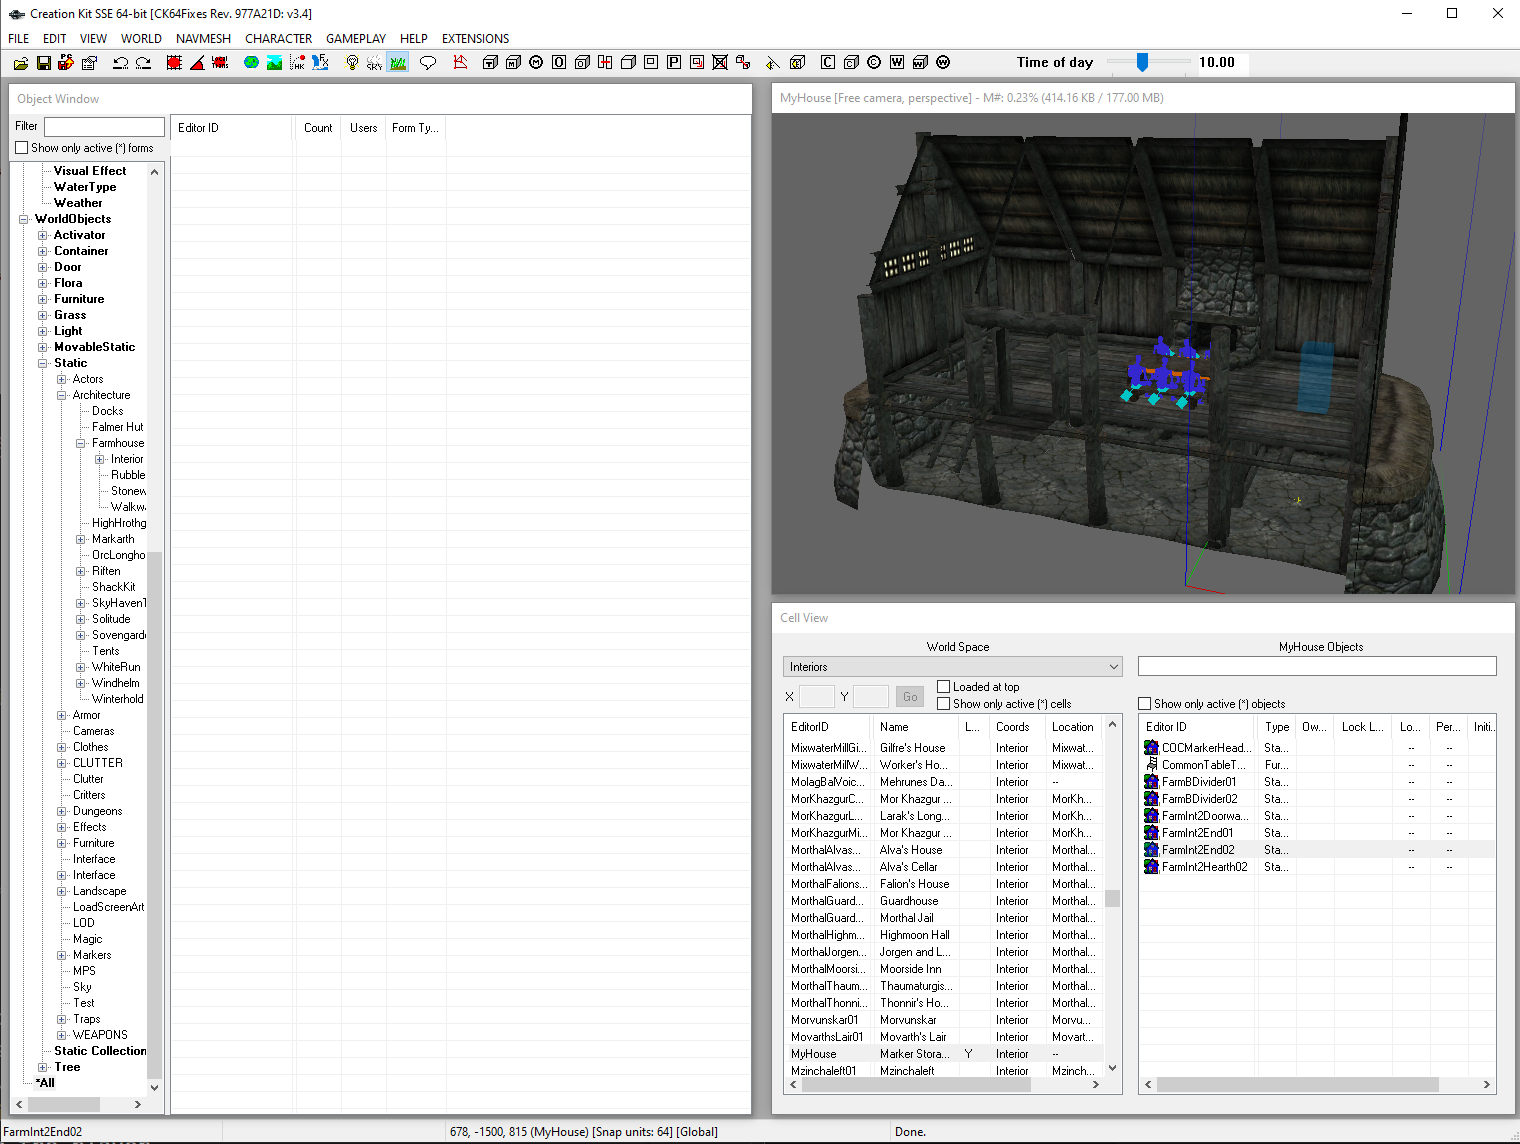 Creation Kit SSE 64-bit [CK64Fixes Rev. 977A21D: v3.4]
FILE EDIT VIEW WORLD NAVMESH CHARACTER GAMEPLAY HELP EXTENSIONS
Time of day 10.00
Object Window
Filter
Show only active (*) forms
Editor ID Count Users Form Ty...
Visual Effect
WaterType
Weather
WorldObjects
Activator
Container
Door
Flora
Furniture
Grass
Light
MovableStatic
Static
Actors
Architecture
Docks
Falmer Hut
Farmhouse
Interior
Rubble
Stonew
Walkwa
HighHrothg
Markarth
OrcLongho
Riften
ShackKit
SkyHavenT
Solitude
Sovengarde
Tents
WhiteRun
Windhelm
Winterhold
Armor
Cameras
Clothes
CLUTTER
Clutter
Critters
Dungeons
Effects
Furniture
Interface
Interface
Landscape
LoadScreenArt
LOD
Magic
Markers
MPS
Sky
Test
Traps
WEAPONS
Static Collection
Tree
*All
MyHouse [Free camera, perspective] - M#: 0.23% (414.16 KB / 177.00 MB)
Cell View
World Space
Interiors
X Y Go
Loaded at top
Show only active (*) cells
EditorID Name L... Coords Location
MixwaterMillGi... Gilfre's House Interior Mixwat...
MixwaterMillW... Worker's Ho... Interior Mixwat...
MolagBalVoic... Mehrunes Da... Interior --
MorKhazgurC... Mor Khazgur ... Interior MorKh...
MorKhazgurL... Larak's Long... Interior MorKh...
MorKhazgurMi... Mor Khazgur ... Interior MorKh...
MorthalAlvas... Alva's House Interior Morthal...
MorthalAlvas... Alva's Cellar Interior Morthal...
MorthalFalions... Falion's House Interior Morthal...
MorthalGuard... Guardhouse Interior Morthal...
MorthalGuard... Morthal Jail Interior Morthal...
MorthalHighm... Highmoon Hall Interior Morthal...
MorthalJorgen... Jorgen and L... Interior Morthal...
MorthalMoorsi... Moorside Inn Interior Morthal...
MorthalThaum... Thaumaturgis... Interior Morthal...
MorthalThonni... Thonnir's Ho... Interior Morthal...
Morvunskar01 Morvunskar Interior Morvu...
MovarthsLair01 Movarth's Lair Interior Movart...
MyHouse Marker Stora... Y Interior --
Mzinchaleft01 Mzinchaleft Interior Mzinch...
MyHouse Objects
Show only active (*) objects
Editor ID Type Ow... Lock L... Lo... Per... Initi...
COCMarkerHead... Sta... -- --
CommonTableT... Fur... -- --
FarmBDivider01 Sta... -- --
FarmBDivider02 Sta... -- --
FarmInt2Doorwa... Sta... -- --
FarmInt2End01 Sta... -- --
FarmInt2End02 Sta... -- --
FarmInt2Hearth02 Sta... -- --
FarmInt2End02 678, -1500, 815 (MyHouse) [Snap units: 64] [Global] Done.